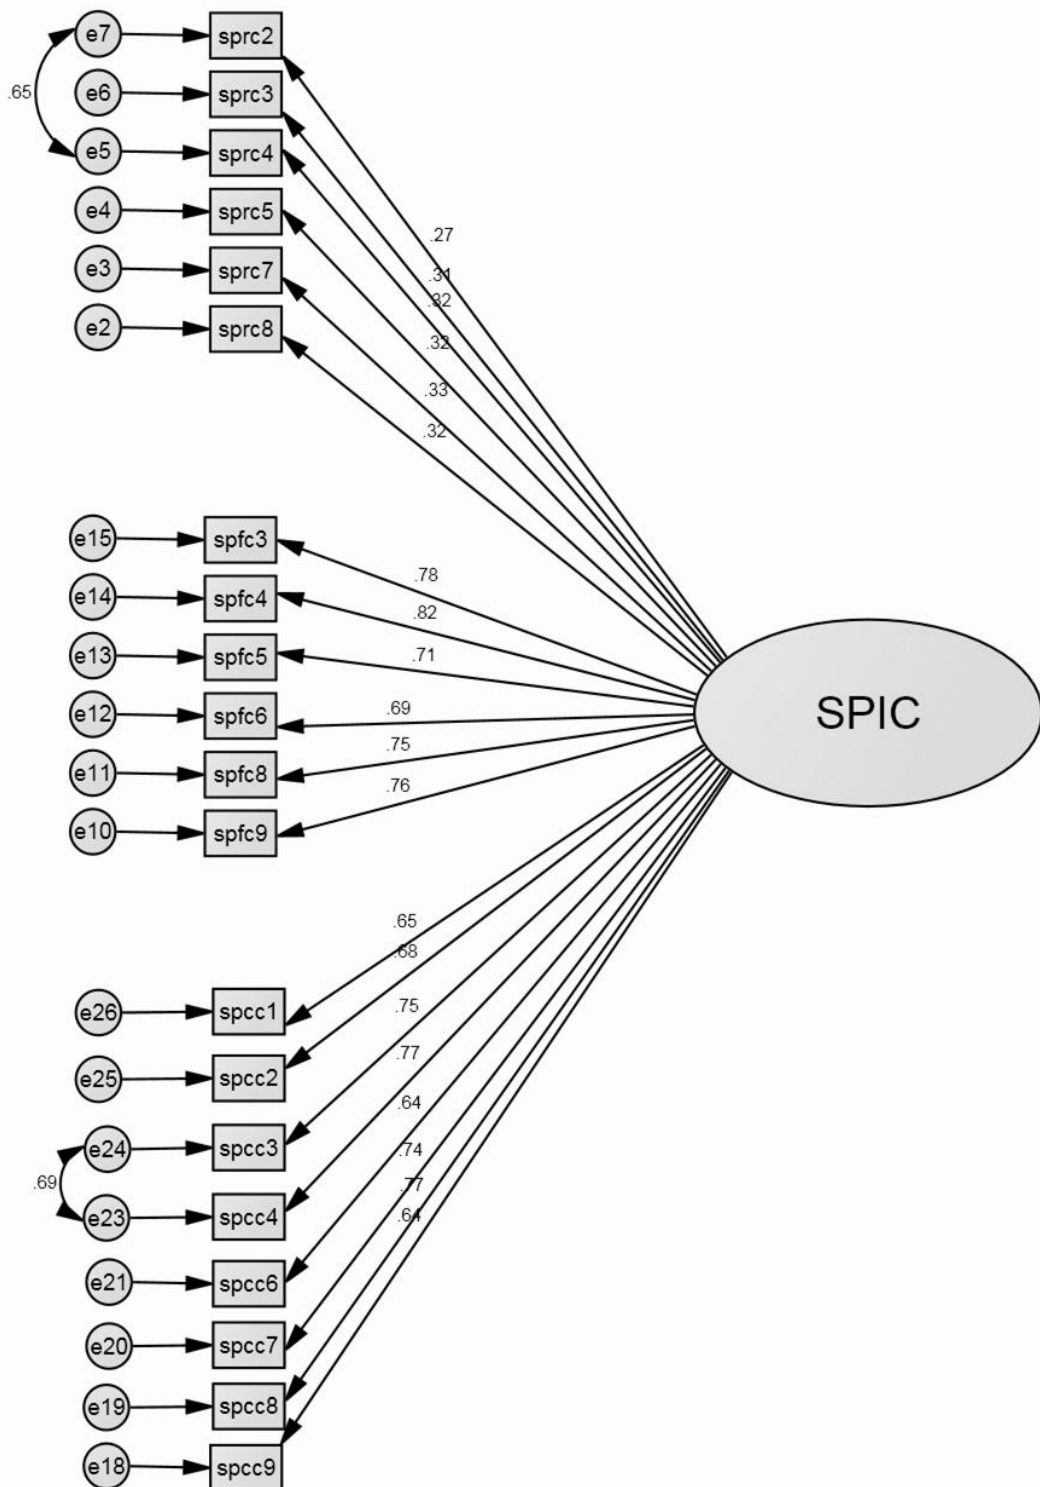 e7 sprc2
.65 e6 sprc3
e5 sprc4
e4 sprc5
.27
e3 sprc7
.31
.32
e2 sprc8
.32
.33
.32
e15 spfc3
.78
e14 spfc4
.82
e13 spfc5
.71
e12 spfc6
.69
SPIC
e11 spfc8
.75
e10 spfc9
.76
.65
.68
e26 spcc1
.75
.77
e25 spcc2
.64
e24 spcc3
.74
.69
.77
e23 spcc4
.64
e21 spcc6
e20 spcc7
e19 spcc8
e18 spcc9